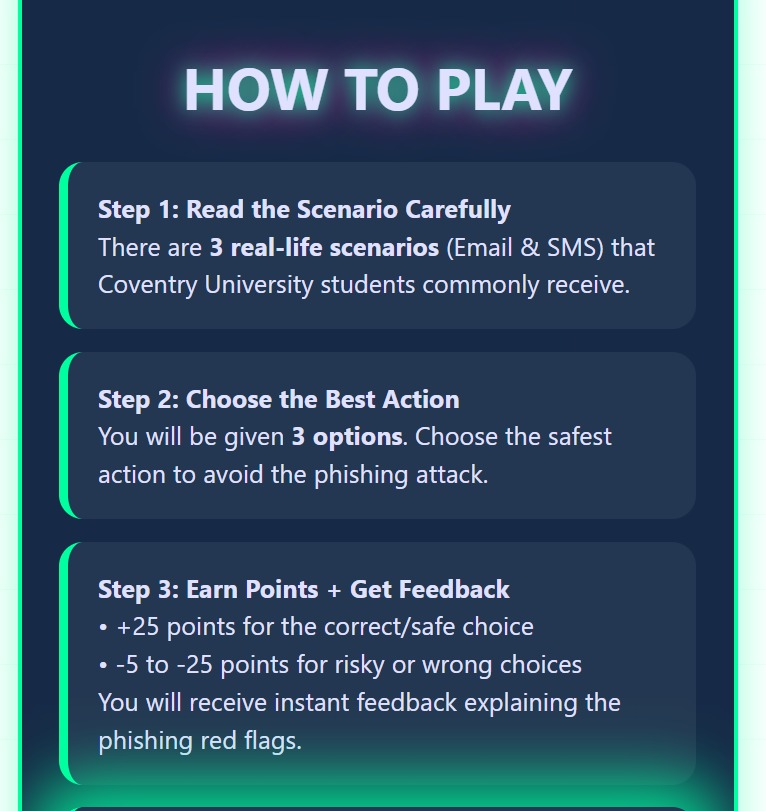 HOW TO PLAY
Step 1: Read the Scenario Carefully
There are 3 real-life scenarios (Email & SMS) that
Coventry University students commonly receive.
Step 2: Choose the Best Action
You will be given 3 options. Choose the safest
action to avoid the phishing attack.
Step 3: Earn Points + Get Feedback
• +25 points for the correct/safe choice
• -5 to -25 points for risky or wrong choices
You will receive instant feedback explaining the
phishing red flags.